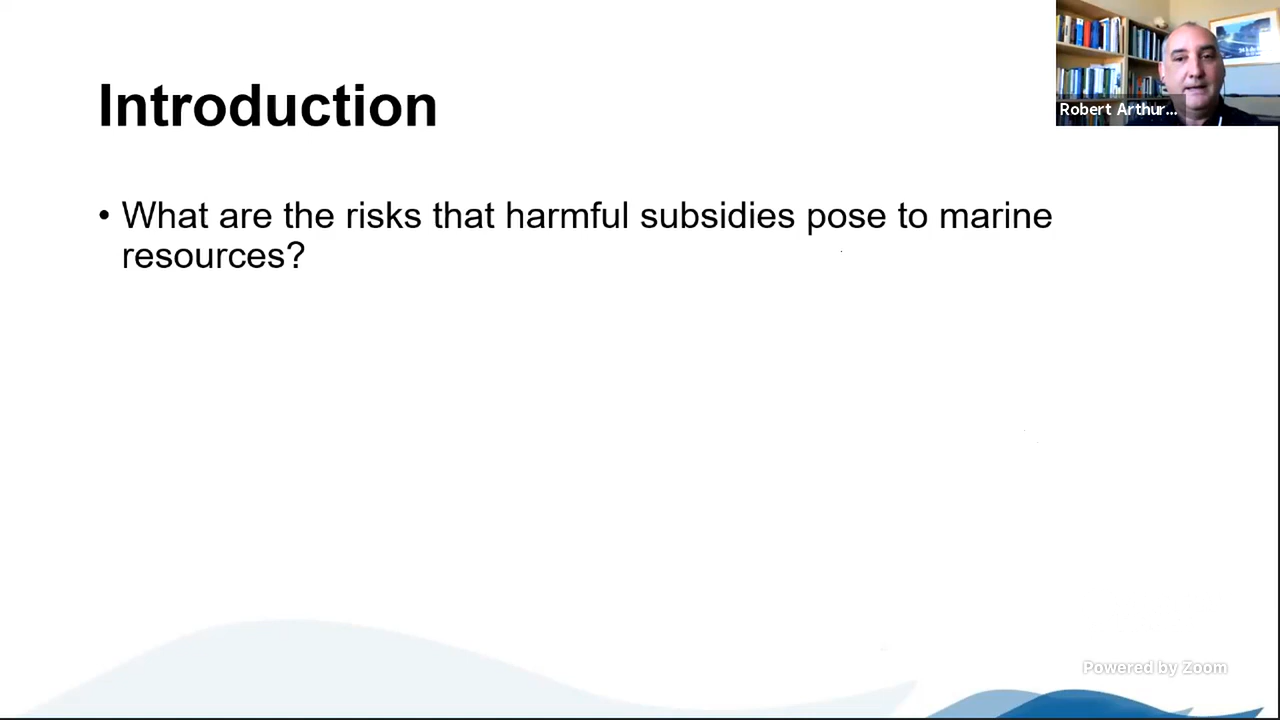 Introduction
Robert Arthur...
• What are the risks that harmful subsidies pose to marine
resources?
Powered by Zoom